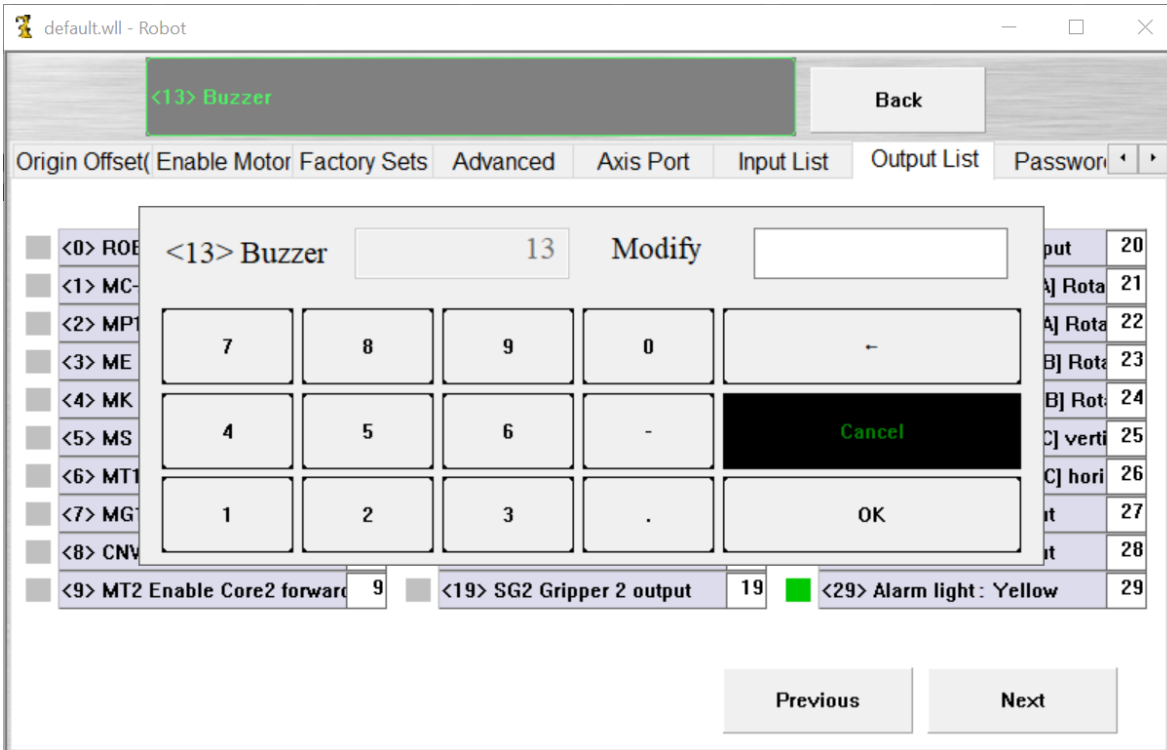 default.wll - Robot
<13> Buzzer
Back
Origin Offset( Enable Motor Factory Sets Advanced Axis Port Input List Output List Password
<13> Buzzer 13 Modify
7 8 9 0 ←
4 5 6 - Cancel
1 2 3 . OK
<0> ROB put 20
<1> MC- A] Rota 21
<2> MP1 A] Rota 22
<3> ME B] Rota 23
<4> MK B] Rota 24
<5> MS C] verti 25
<6> MT1 C] hori 26
<7> MG1 ut 27
<8> CNV ut 28
<9> MT2 Enable Core2 forward 9 <19> SG2 Gripper 2 output 19 <29> Alarm light: Yellow 29
Previous Next